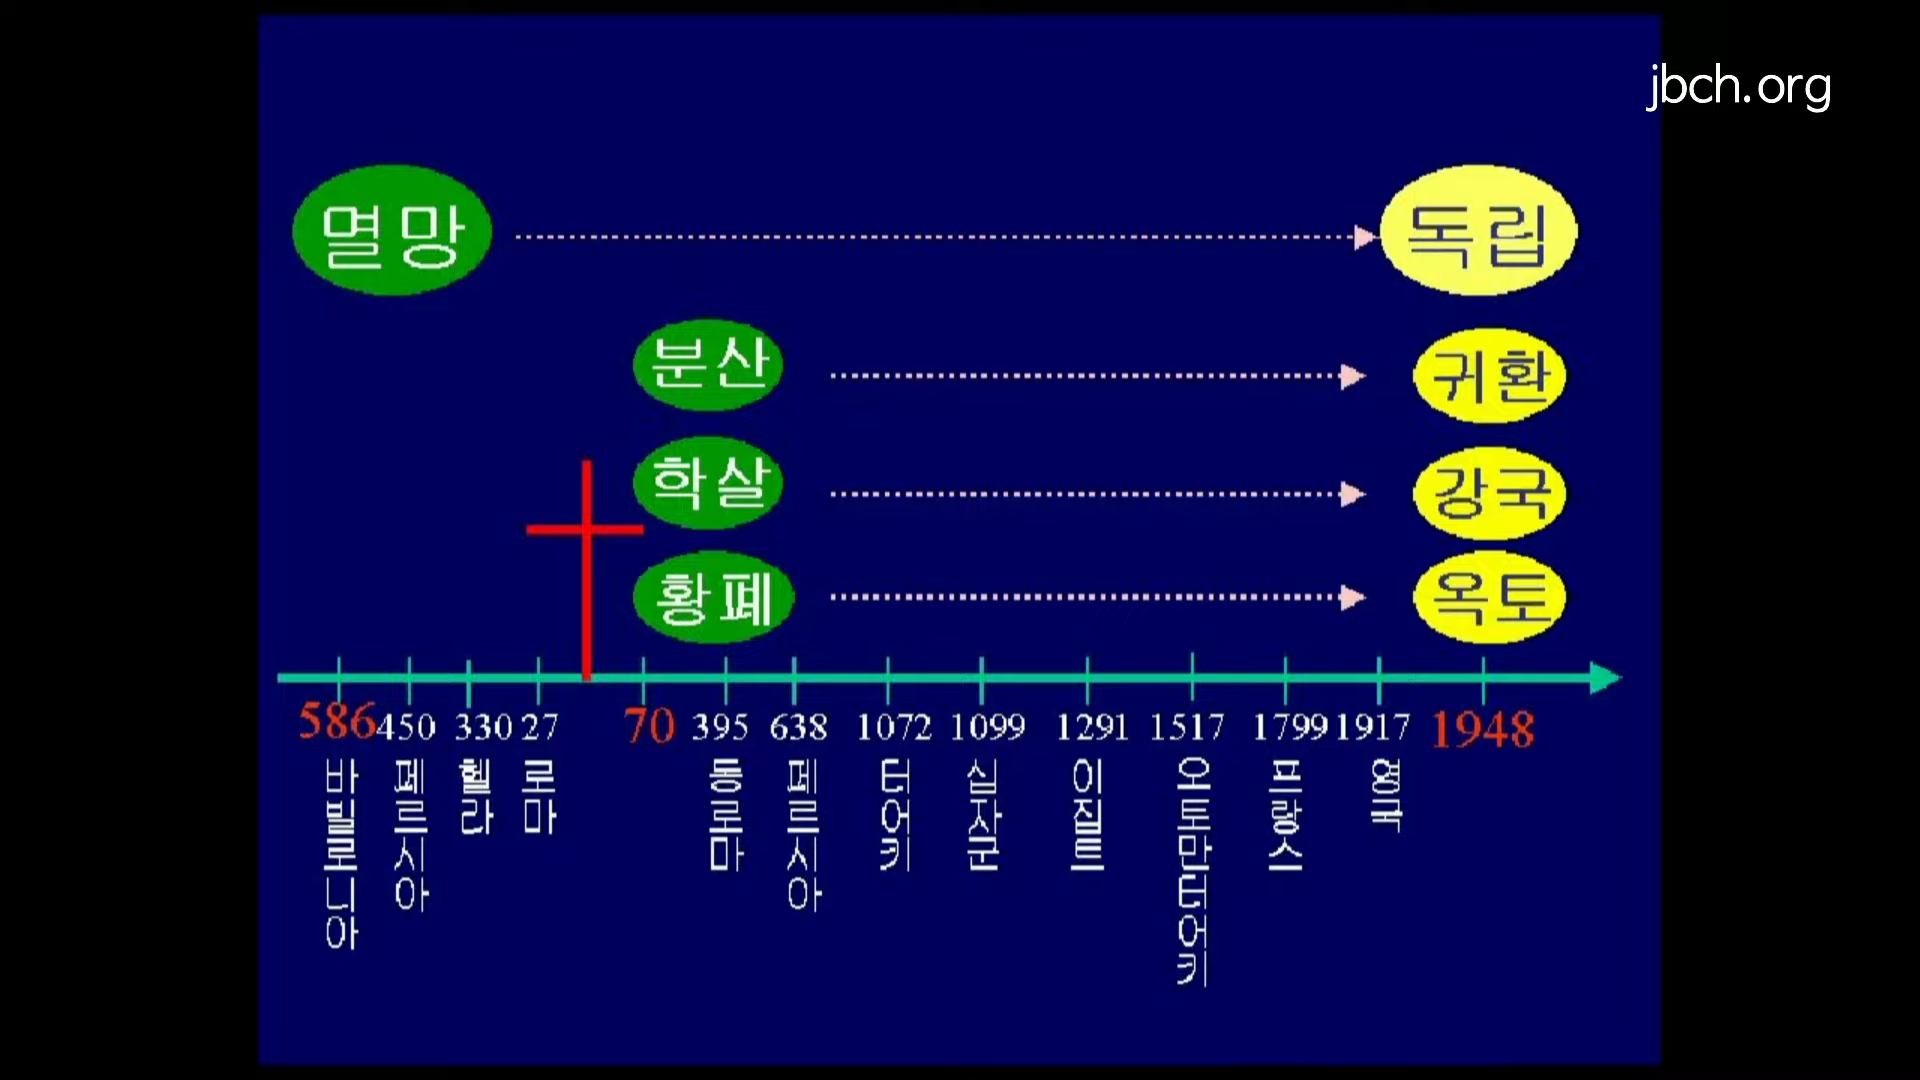 jbch.org
멸망
독립
분산
귀환
학살
강국
황폐
옥토
586 450 330 27 70 395 638 1072 1099 1291 1517 1799 1917 1948
바빌로니아
페르시아
헬라
로마
동로마
페르시아
터어키
십자군
이집트
오토만터어키
프랑스
영국